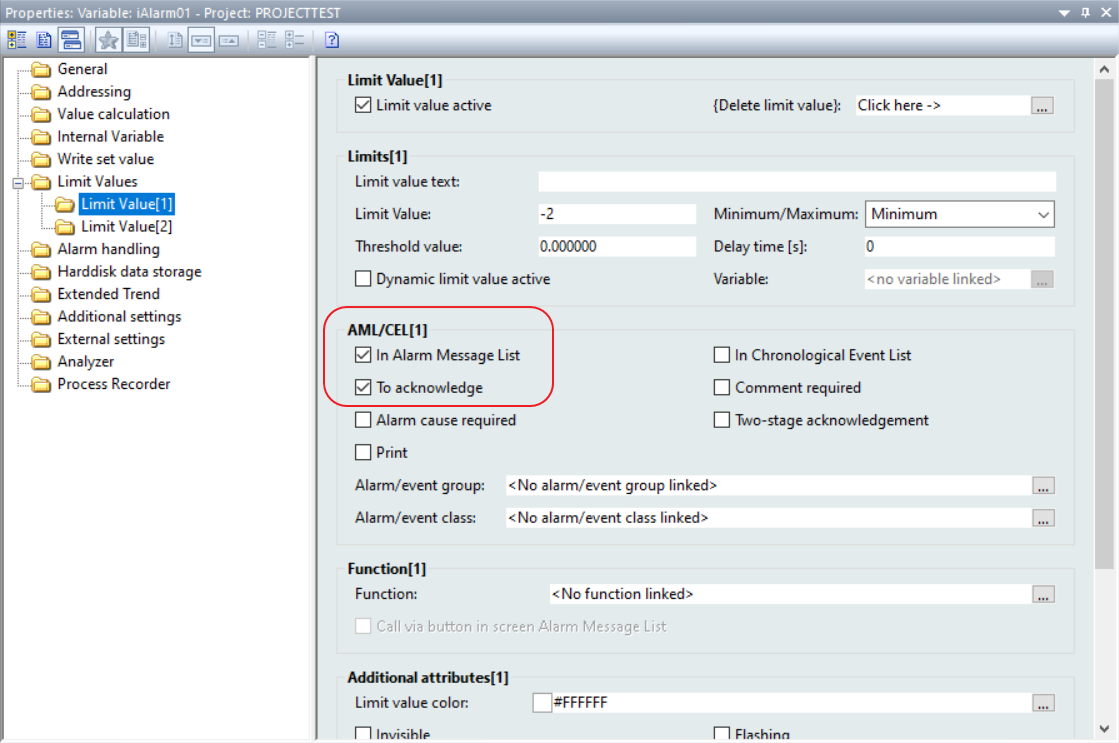 Properties: Variable: iAlarm01 - Project: PROJECTTEST
General
Addressing
Value calculation
Internal Variable
Write set value
Limit Values
Limit Value[1]
Limit Value[2]
Alarm handling
Harddisk data storage
Extended Trend
Additional settings
External settings
Analyzer
Process Recorder
Limit Value[1]
Limit value active {Delete limit value}: Click here -> ...
Limits[1]
Limit value text:
Limit Value: -2 Minimum/Maximum: Minimum
Threshold value: 0.000000 Delay time [s]: 0
Dynamic limit value active Variable: <no variable linked> ...
AML/CEL[1]
In Alarm Message List In Chronological Event List
To acknowledge Comment required
Alarm cause required Two-stage acknowledgement
Print
Alarm/event group: <No alarm/event group linked> ...
Alarm/event class: <No alarm/event class linked> ...
Function[1]
Function: <No function linked> ...
Call via button in screen Alarm Message List
Additional attributes[1]
Limit value color: #FFFFFF ...
Invisible Flashing